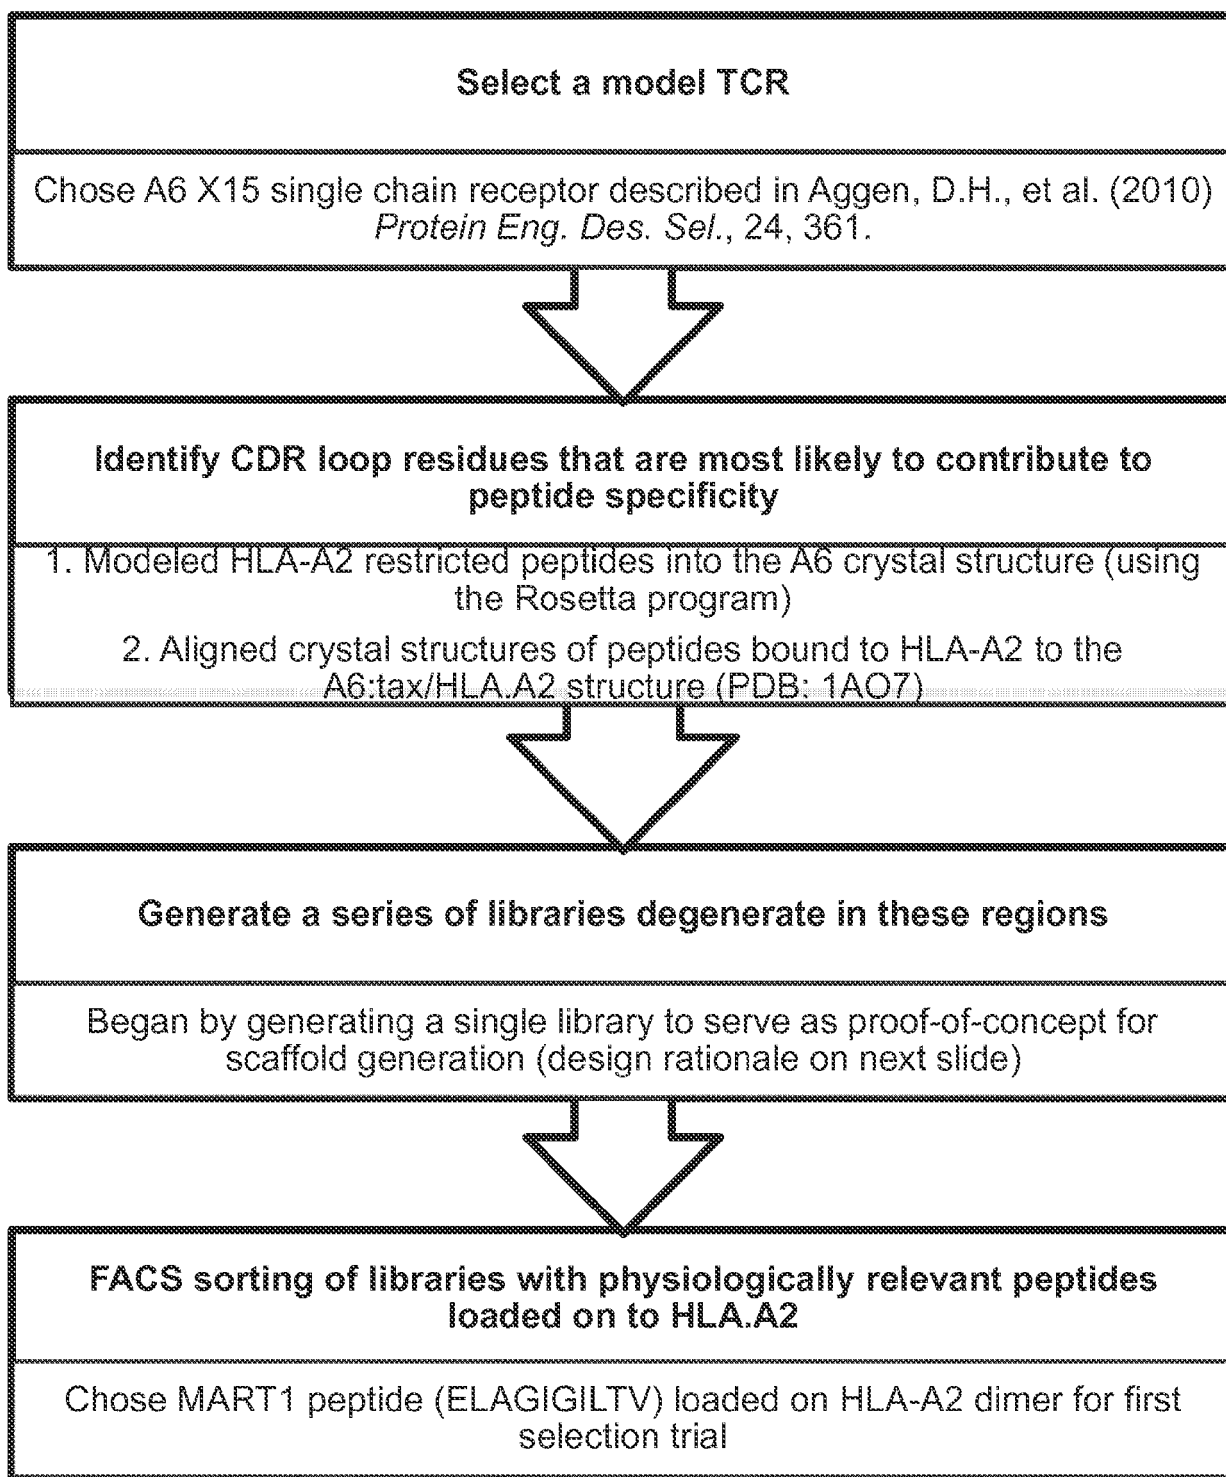 Select a model TCR
Chose A6 X15 single chain receptor described in Aggen, D.H., et al. (2010)
Protein Eng. Des. Sel., 24, 361.
Identify CDR loop residues that are most likely to contribute to
peptide specificity
1. Modeled HLA-A2 restricted peptides into the A6 crystal structure (using
the Rosetta program)
2. Aligned crystal structures of peptides bound to HLA-A2 to the
A6:tax/HLA.A2 structure (PDB: 1AO7)
Generate a series of libraries degenerate in these regions
Began by generating a single library to serve as proof-of-concept for
scaffold generation (design rationale on next slide)
FACS sorting of libraries with physiologically relevant peptides
loaded on to HLA.A2
Chose MART1 peptide (ELAGIGILTV) loaded on HLA-A2 dimer for first
selection trial